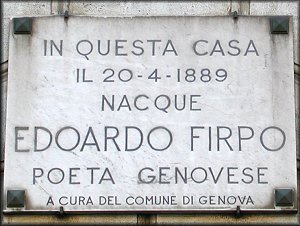 IN QUESTA CASA
IL 20-4-1889
NACQUE
EDOARDO FIRPO
POETA GENOVESE
A CURA DEL COMUNE DI GENOVA